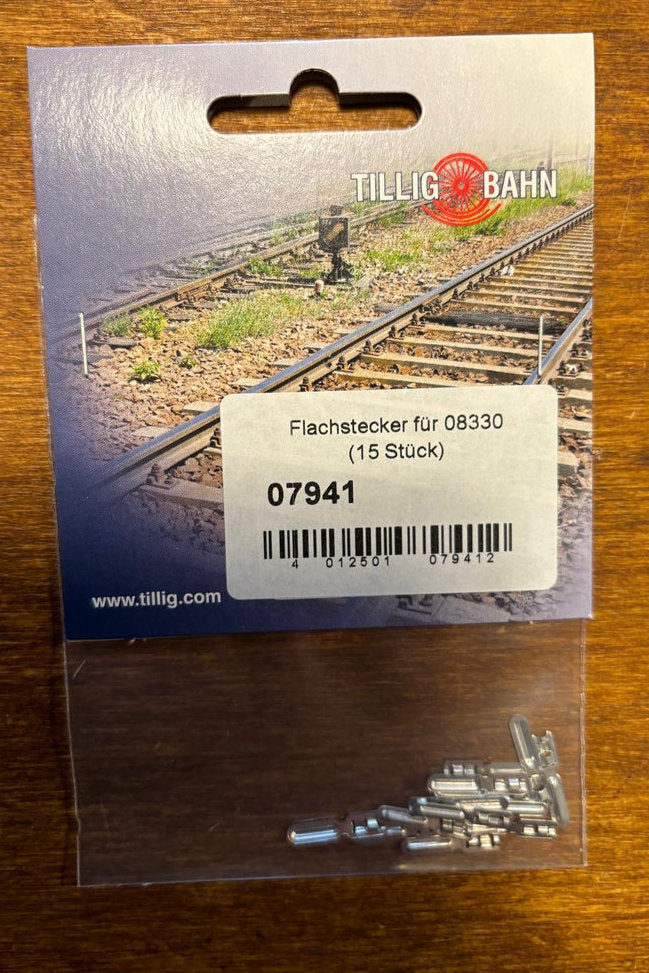 TILLIG BAHN
Flachstecker für 08330
(15 Stück)
07941
4 012501 079412
www.tillig.com